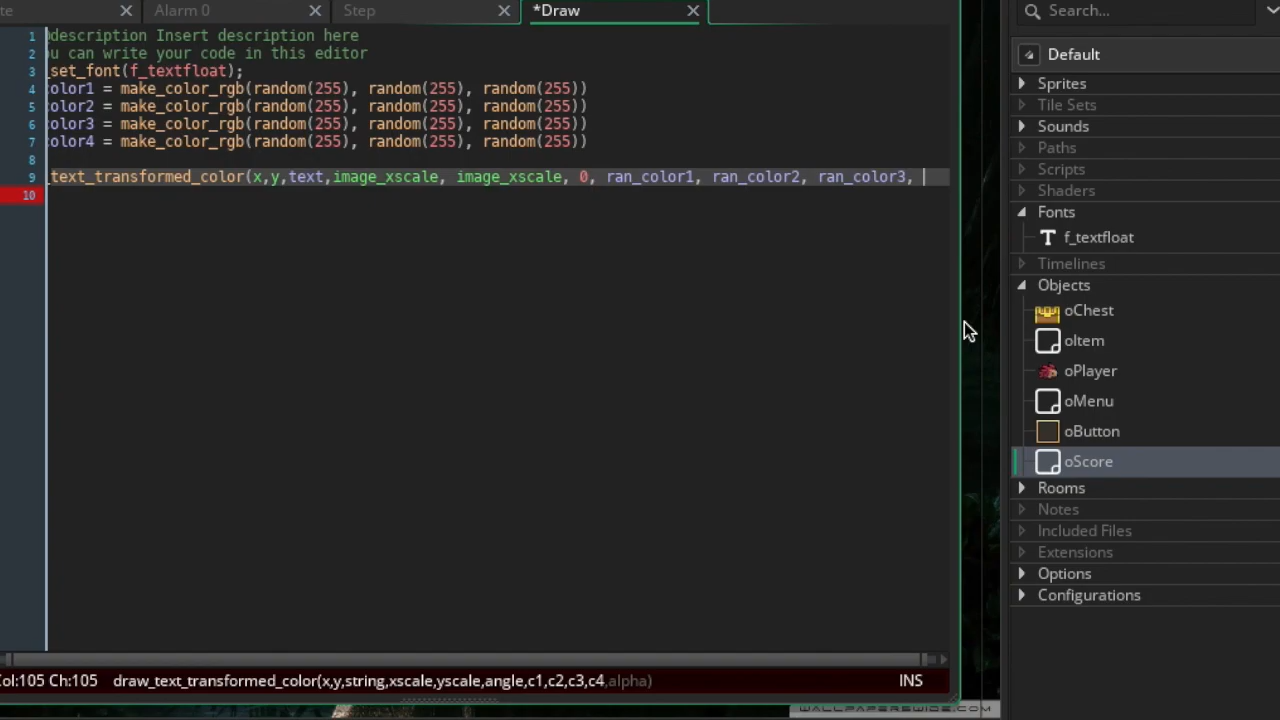 te Alarm 0 Step *Draw
Search...
1 description Insert description here
2 u can write your code in this editor
3 _set_font(f_textfloat);
4 olor1 = make_color_rgb(random(255), random(255), random(255))
5 olor2 = make_color_rgb(random(255), random(255), random(255))
6 olor3 = make_color_rgb(random(255), random(255), random(255))
7 olor4 = make_color_rgb(random(255), random(255), random(255))
8
9 _text_transformed_color(x,y,text,image_xscale, image_xscale, 0, ran_color1, ran_color2, ran_color3,
10
Default
Sprites
Tile Sets
Sounds
Paths
Scripts
Shaders
Fonts
f_textfloat
Timelines
Objects
oChest
oItem
oPlayer
oMenu
oButton
oScore
Rooms
Notes
Included Files
Extensions
Options
Configurations
Col:105 Ch:105 draw_text_transformed_color(x,y,string,xscale,yscale,angle,c1,c2,c3,c4,alpha) INS
WALLPAPERSWIDE.COM